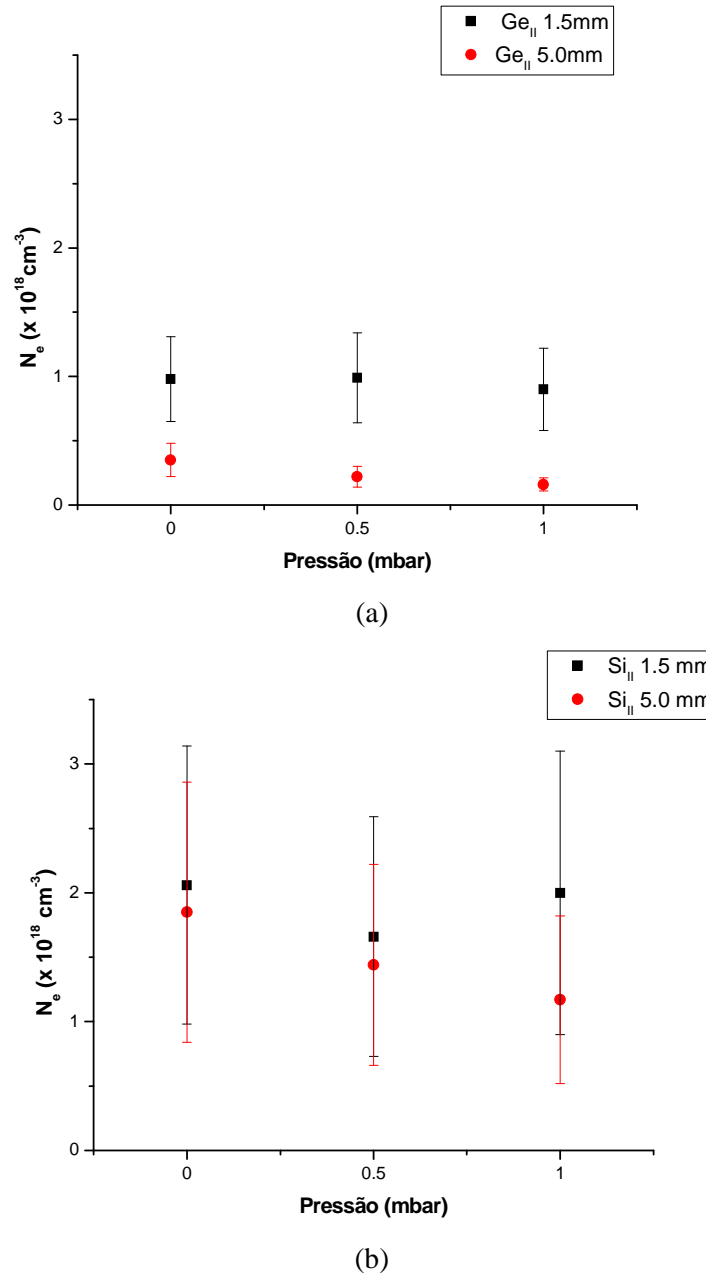 Ge_II 1.5mm
Ge_II 5.0mm
3
2
1
0
N_e (x 10^18 cm^-3)
0 0.5 1
Pressão (mbar)
(a)
Si_II 1.5 mm
Si_II 5.0 mm
3
2
1
0
N_e (x 10^18 cm^-3)
0 0.5 1
Pressão (mbar)
(b)